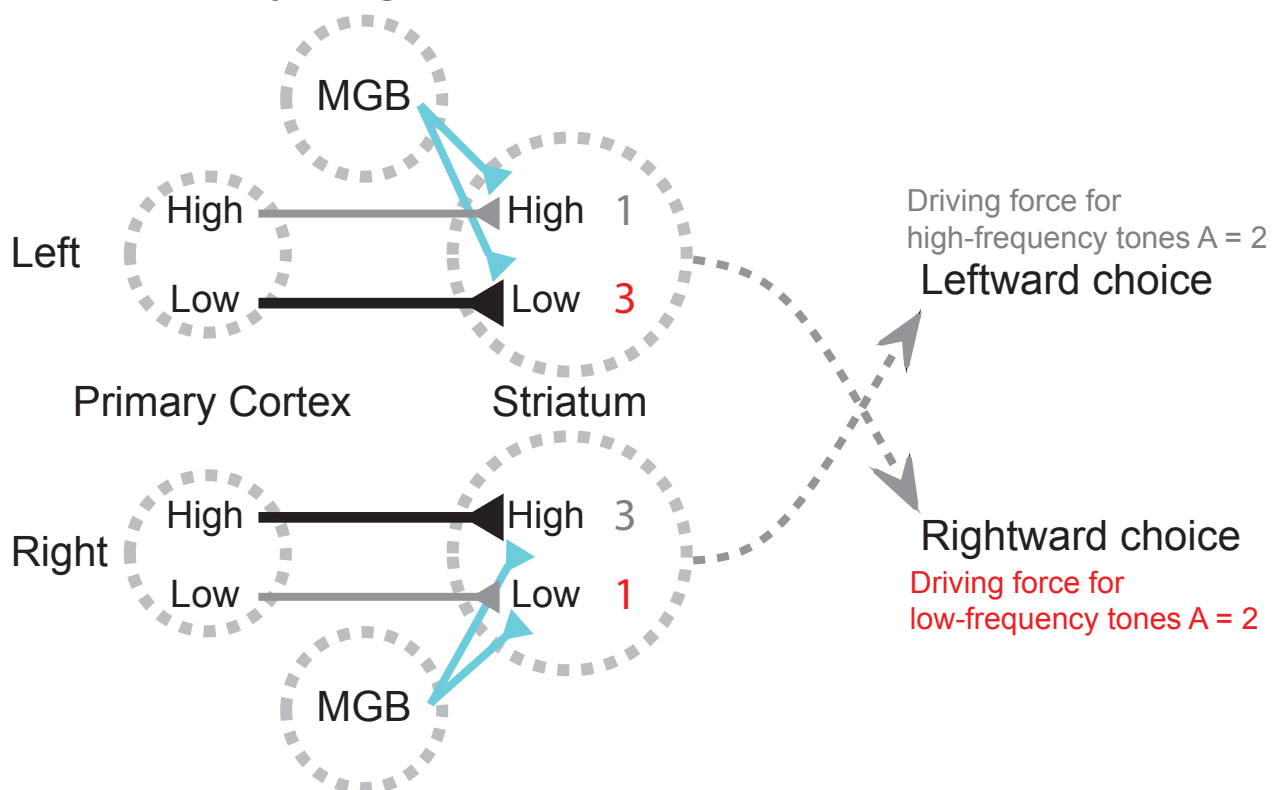 MGB
High
High 1
Left
Low
Low 3
Driving force for
high-frequency tones A = 2
Leftward choice
Primary Cortex
Striatum
High
High 3
Right
Low
Low 1
Rightward choice
Driving force for
low-frequency tones A = 2
MGB